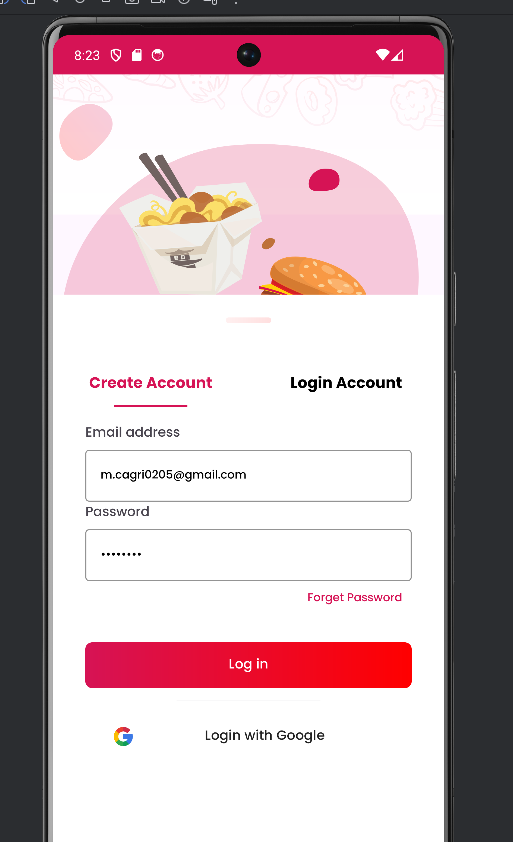 8:23
Create Account
Login Account
Email address
m.cagri0205@gmail.com
Password
••••••••
Forget Password
Log in
Login with Google